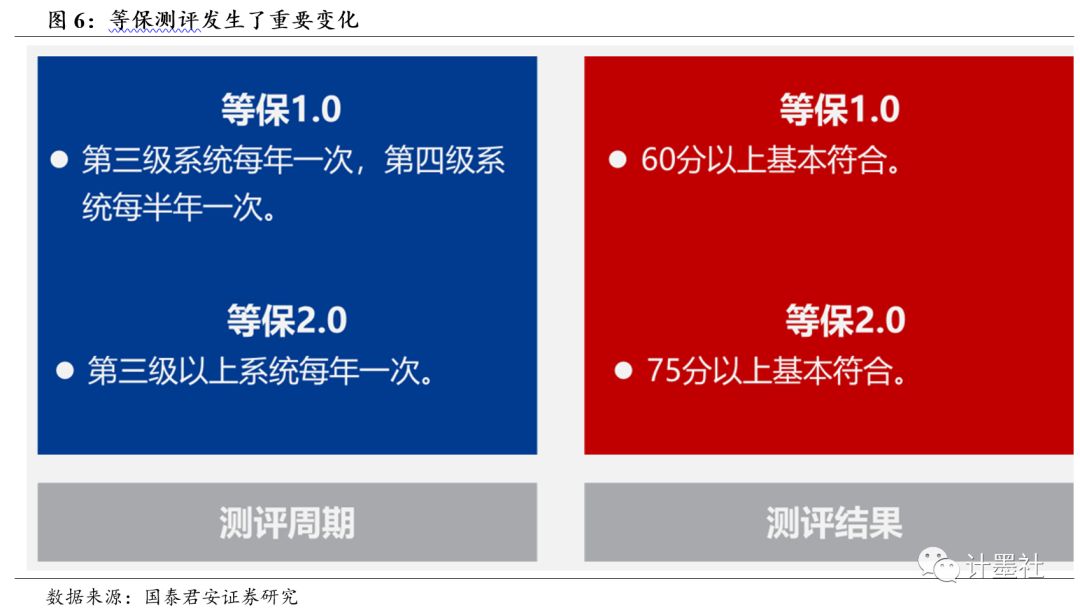 图 6：等保测评发生了重要变化
等保1.0
第三级系统每年一次，第四级系
统每半年一次。
等保2.0
第三级以上系统每年一次。
测评周期
等保1.0
60分以上基本符合。
等保2.0
75分以上基本符合。
测评结果
计墨社
数据来源：国泰君安证券研究